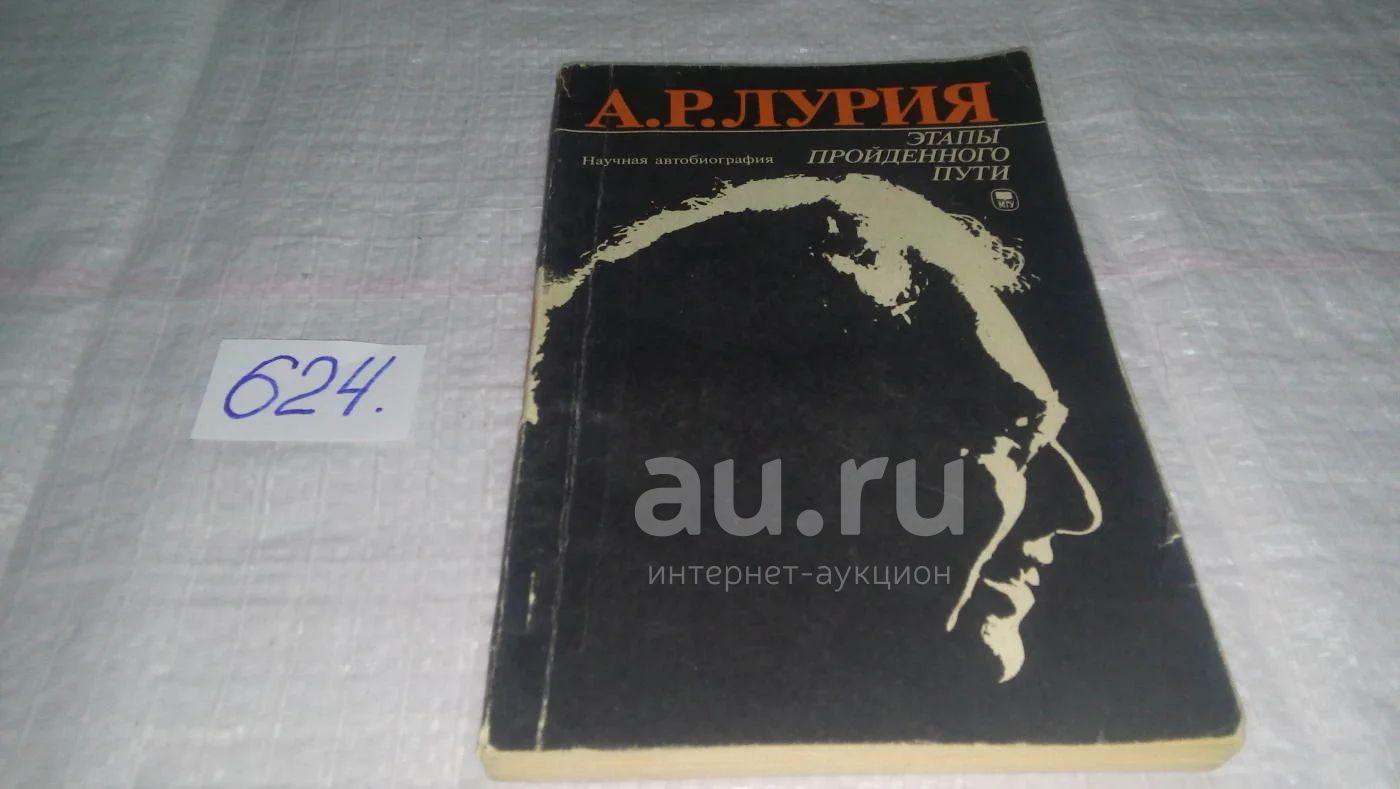 А.Р.ЛУРИЯ
Научная автобиография
ЭТАПЫ
ПРОЙДЕННОГО
ПУТИ
МГУ
624.
au.ru
интернет-аукцион